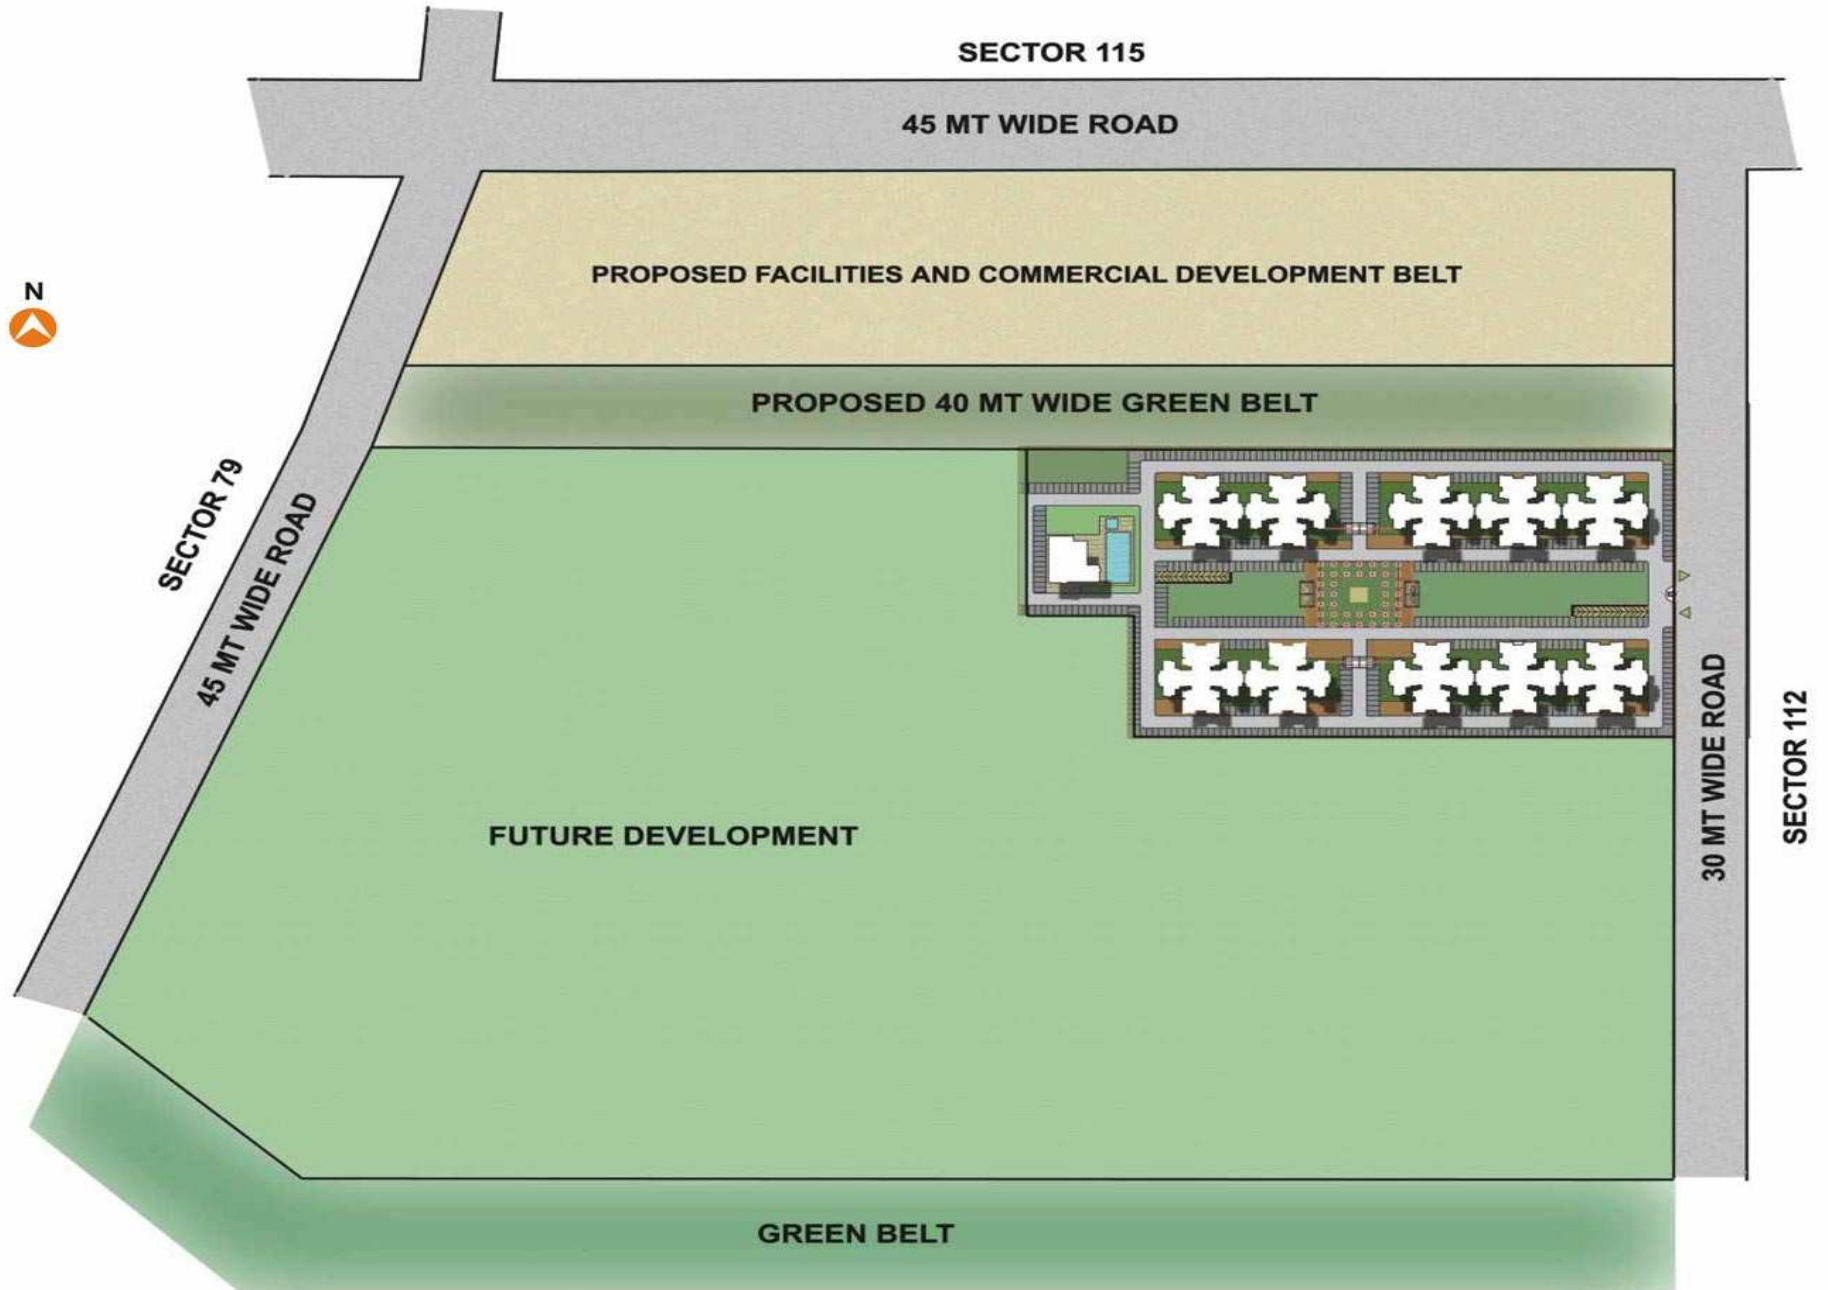 SECTOR 115
45 MT WIDE ROAD
PROPOSED FACILITIES AND COMMERCIAL DEVELOPMENT BELT
N
PROPOSED 40 MT WIDE GREEN BELT
SECTOR 79
45 MT WIDE ROAD
30 MT WIDE ROAD
SECTOR 112
FUTURE DEVELOPMENT
GREEN BELT